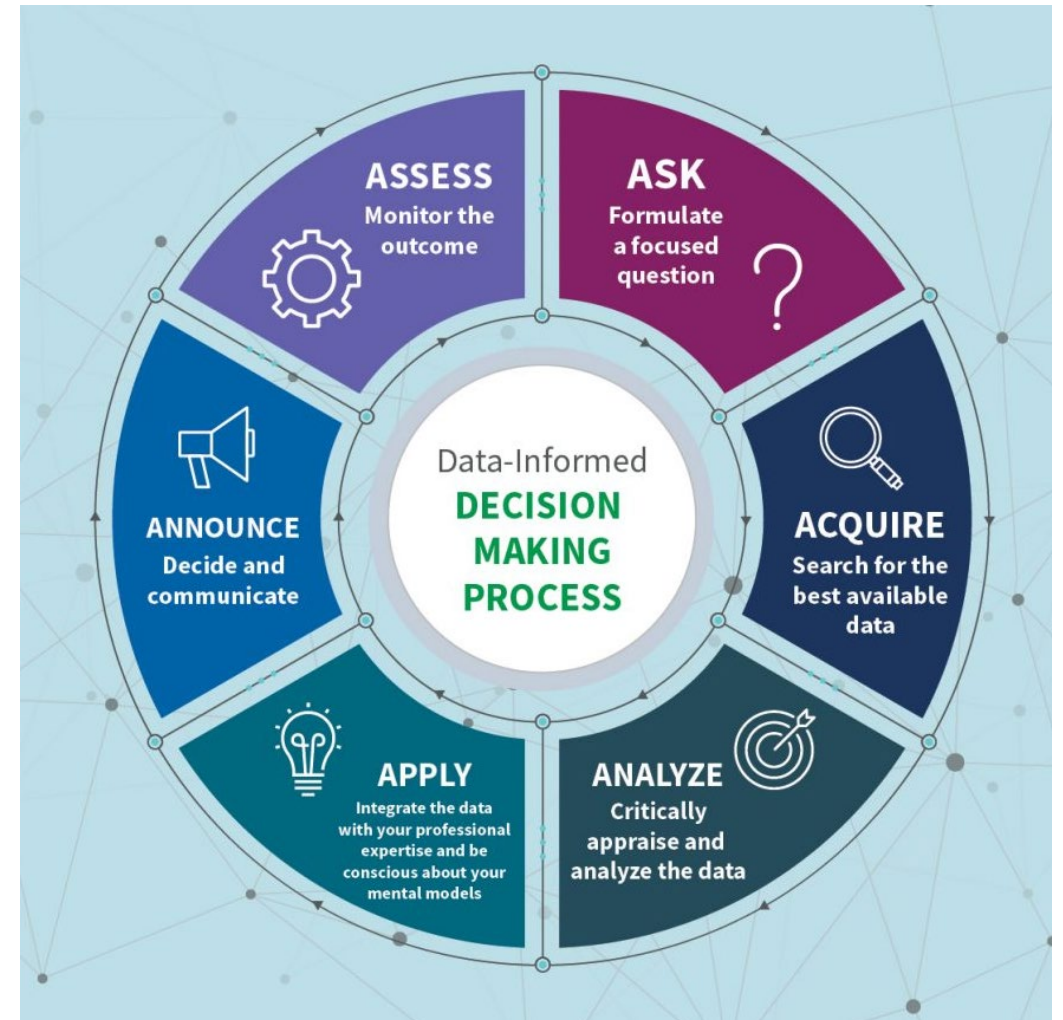 Data-Informed
DECISION
MAKING
PROCESS
ASK
Formulate
a focused
question
ACQUIRE
Search for the
best available
data
ANALYZE
Critically
appraise and
analyze the data
APPLY
Integrate the data
with your professional
expertise and be
conscious about your
mental models
ANNOUNCE
Decide and
communicate
ASSESS
Monitor the
outcome